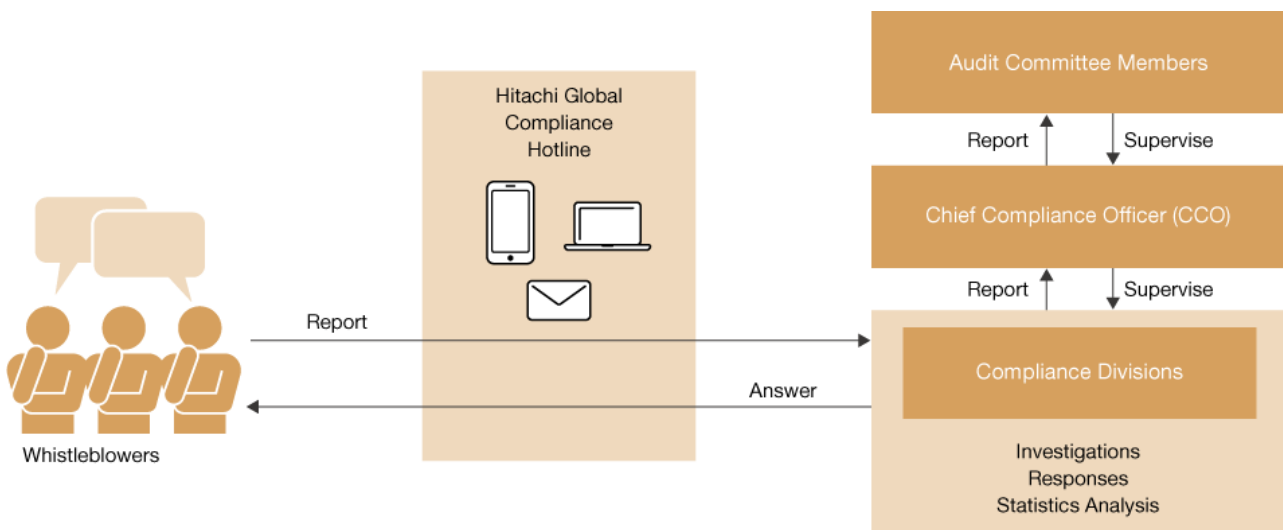 Audit Committee Members
Hitachi Global
Compliance
Hotline
Report
Supervise
Chief Compliance Officer (CCO)
Report
Supervise
Report
Compliance Divisions
Answer
Whistleblowers
Investigations
Responses
Statistics Analysis